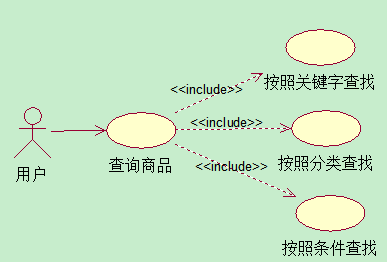 <<include>>
按照关键字查找
<<include>>
用户
查询商品
按照分类查找
<<include>>
按照条件查找